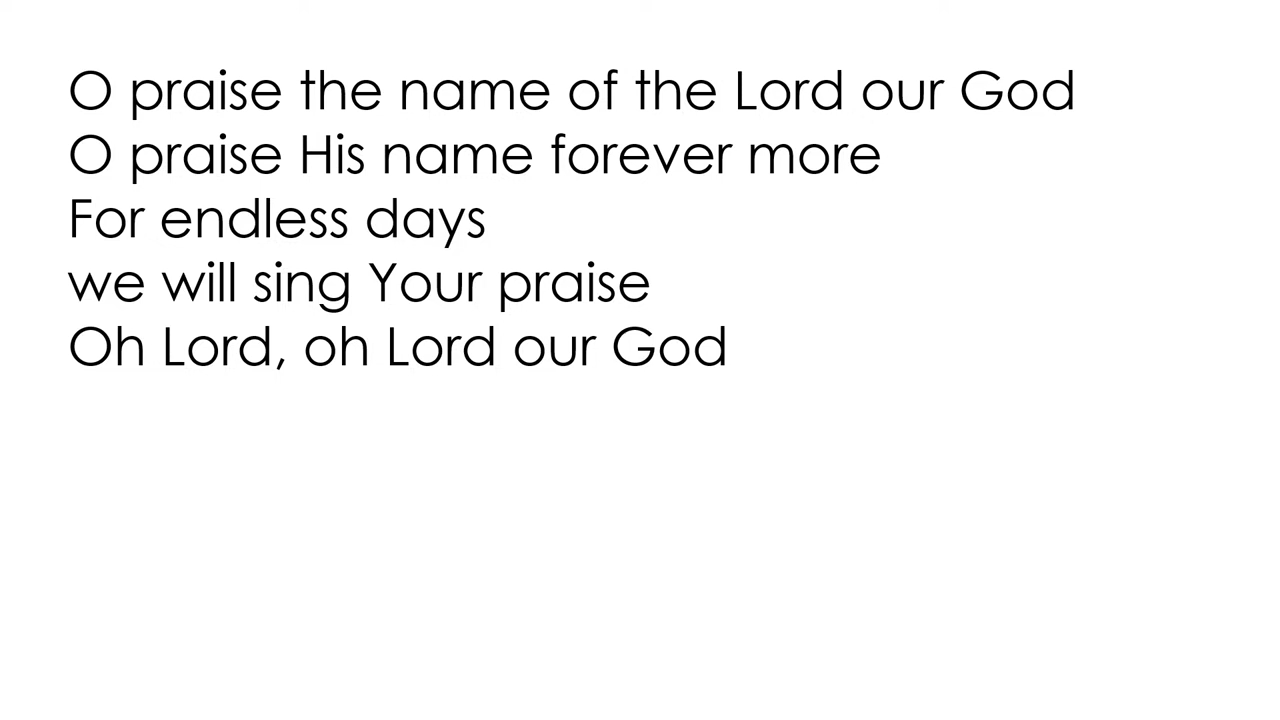 O praise the name of the Lord our God
O praise His name forever more
For endless days
we will sing Your praise
Oh Lord, oh Lord our God